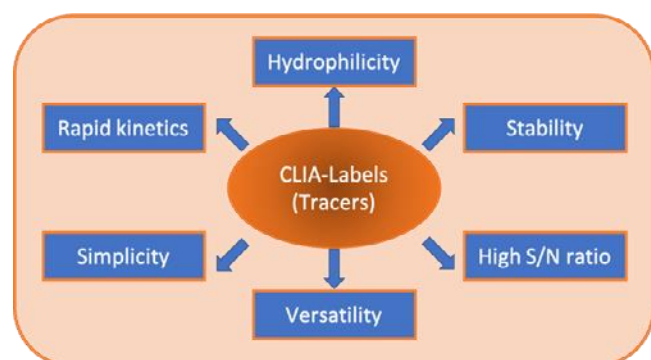 Hydrophilicity
Rapid kinetics
Stability
CLIA-Labels
(Tracers)
Simplicity
High S/N ratio
Versatility